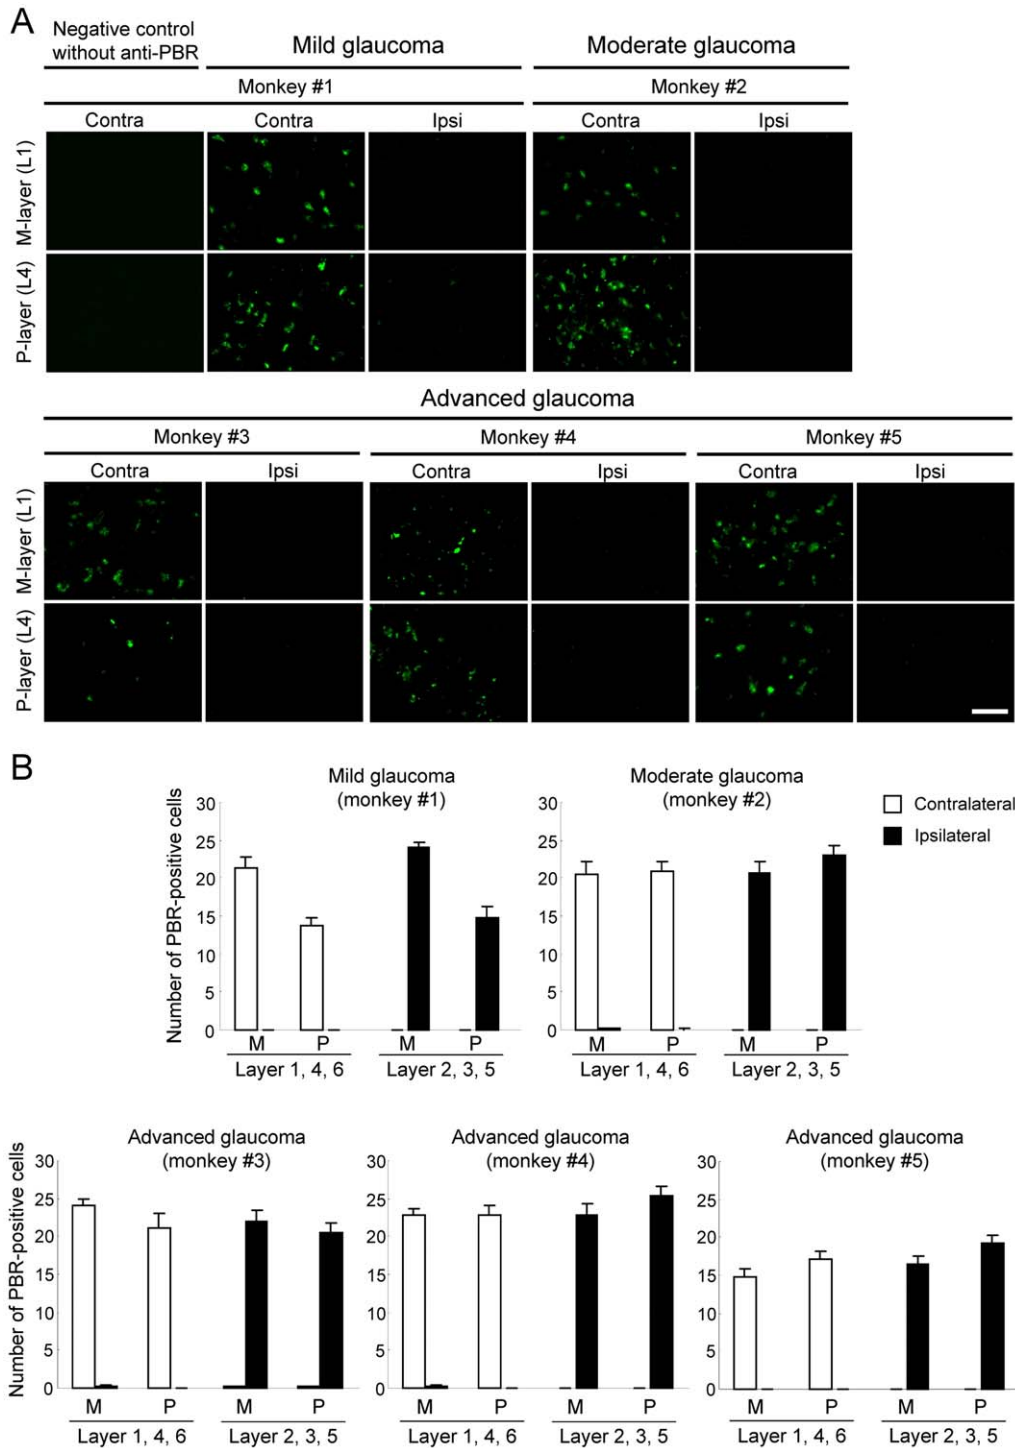 A
Negative control
without anti-PBR
Mild glaucoma
Moderate glaucoma
Monkey #1
Monkey #2
Contra
Contra
Ipsi
Contra
Ipsi
M-layer (L1)
P-layer (L4)
Advanced glaucoma
Monkey #3
Monkey #4
Monkey #5
Contra
Ipsi
Contra
Ipsi
Contra
Ipsi
M-layer (L1)
P-layer (L4)
B
Mild glaucoma
(monkey #1)
Number of PBR-positive cells
30
25
20
15
10
5
0
M
P
M
P
Layer 1, 4, 6
Layer 2, 3, 5
Moderate glaucoma
(monkey #2)
30
25
20
15
10
5
0
M
P
M
P
Layer 1, 4, 6
Layer 2, 3, 5
Contralateral
Ipsilateral
Advanced glaucoma
(monkey #3)
Number of PBR-positive cells
30
25
20
15
10
5
0
M
P
M
P
Layer 1, 4, 6
Layer 2, 3, 5
Advanced glaucoma
(monkey #4)
30
25
20
15
10
5
0
M
P
M
P
Layer 1, 4, 6
Layer 2, 3, 5
Advanced glaucoma
(monkey #5)
30
25
20
15
10
5
0
M
P
M
P
Layer 1, 4, 6
Layer 2, 3, 5